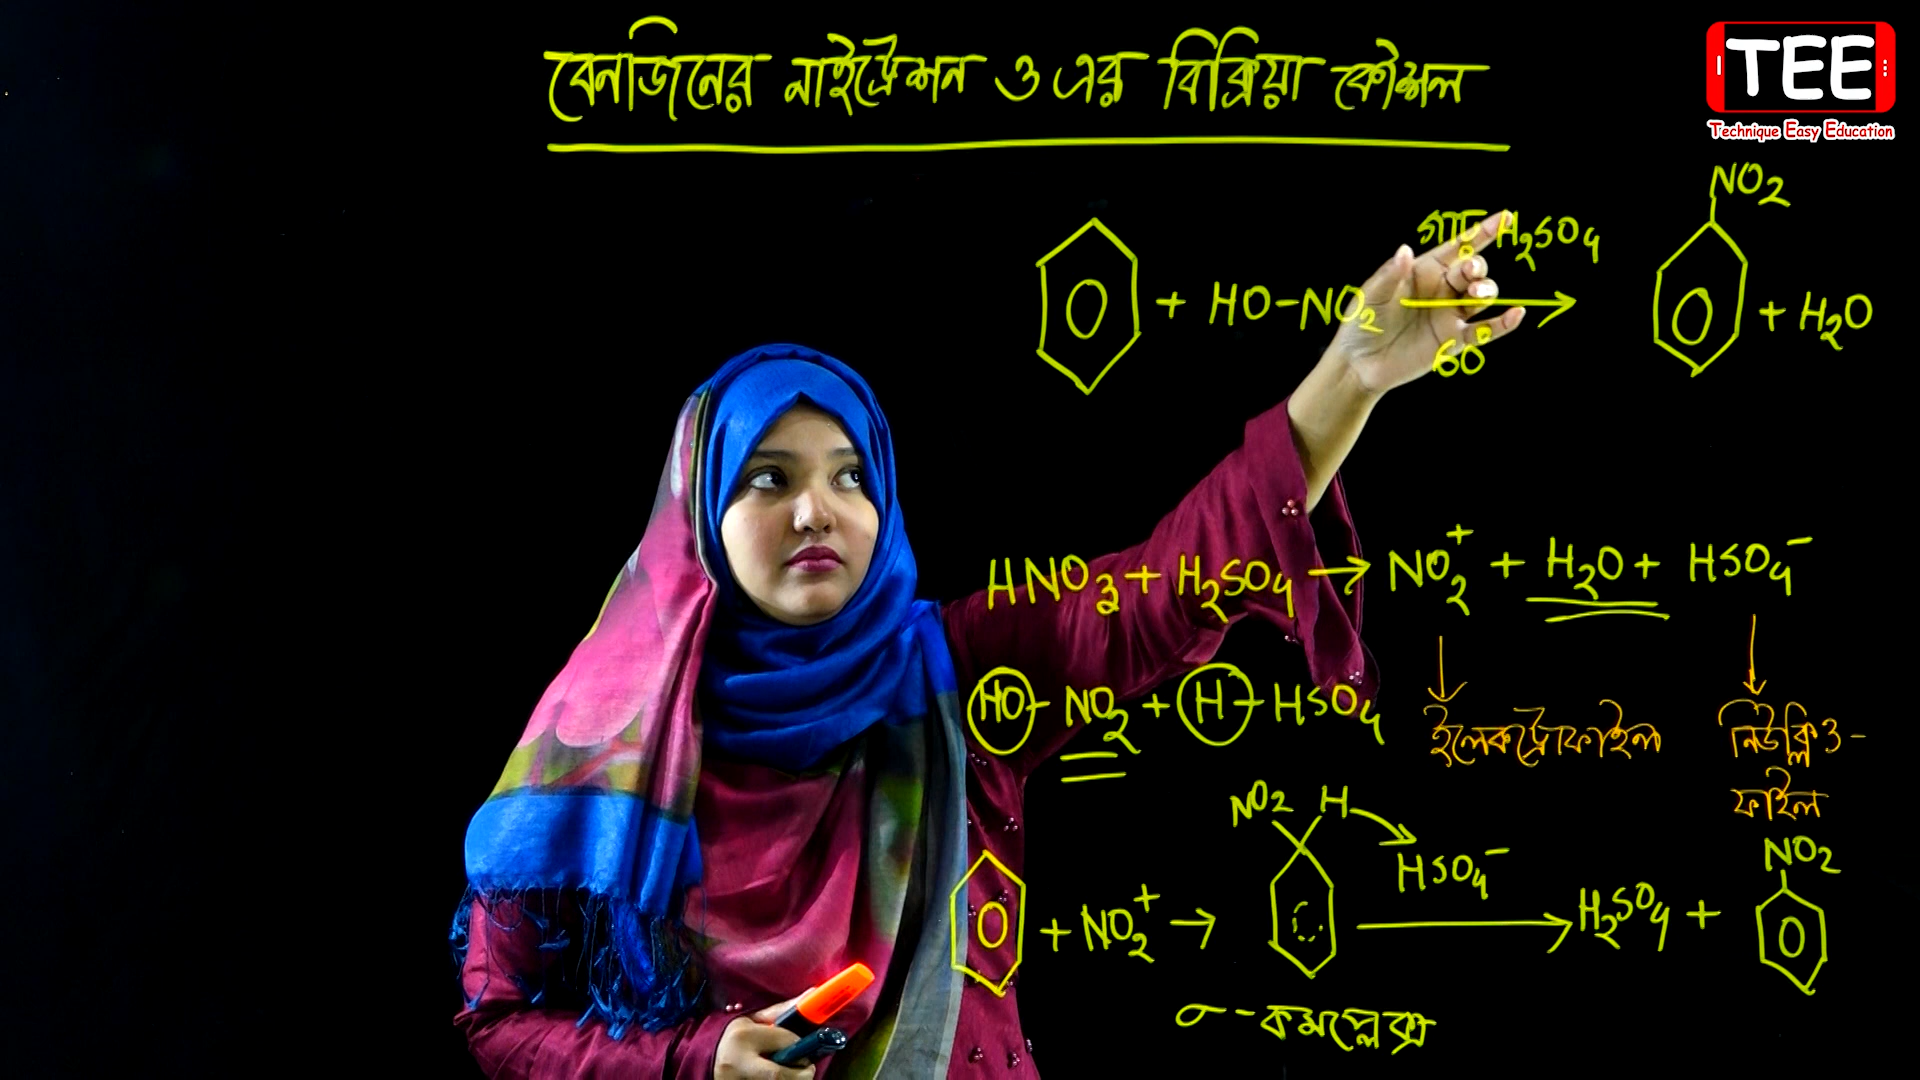 বেনজিনের নাইট্রেশন ও এর বিক্রিয়া কৌশল
TEE
Technique Easy Education
NO2
গাঢ় H2SO4
+ HO-NO2 + H2O
60°
HNO3 + H2SO4 → NO2+ + H2O + HSO4-
HO - NO2 + H - HSO4
ইলেকট্রোফাইল
নিউক্লিও-
ফাইল
NO2 H
HSO4-
NO2
+ NO2+ → → H2SO4 +
σ - কমপ্লেক্স